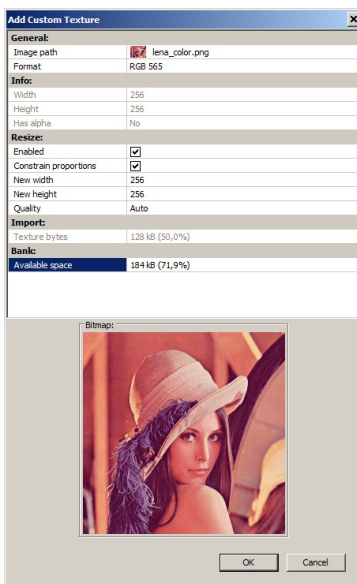 Add Custom Texture
General:
Image path lena_color.png
Format RGB 565
Info:
Width 256
Height 256
Has alpha No
Resize:
Enabled
Constrain proportions
New width 256
New height 256
Quality Auto
Import:
Texture bytes 128 kB (50,0%)
Bank:
Available space 184 kB (71,9%)
Bitmap:
OK Cancel